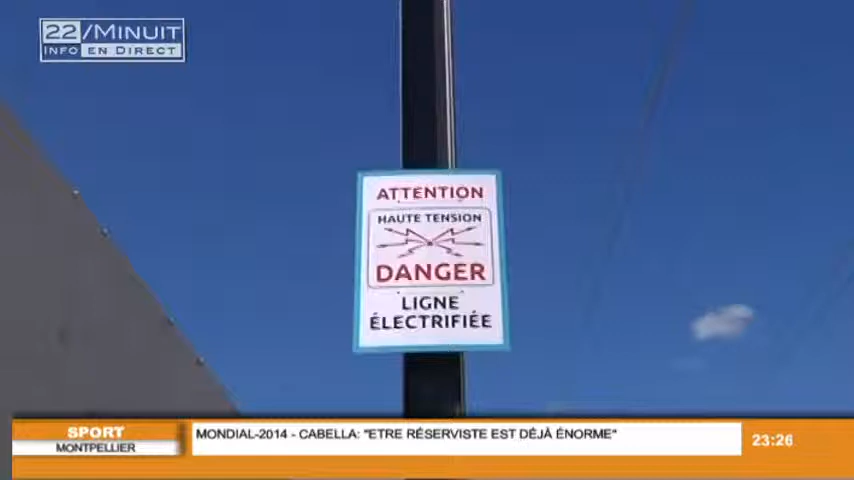 22/MINUIT
INFO EN DIRECT
ATTENTION
HAUTE TENSION
DANGER
LIGNE
ÉLECTRIFIÉE
SPORT
MONTPELLIER
MONDIAL-2014 - CABELLA: "ETRE RÉSERVISTE EST DÉJÀ ÉNORME"
23:26